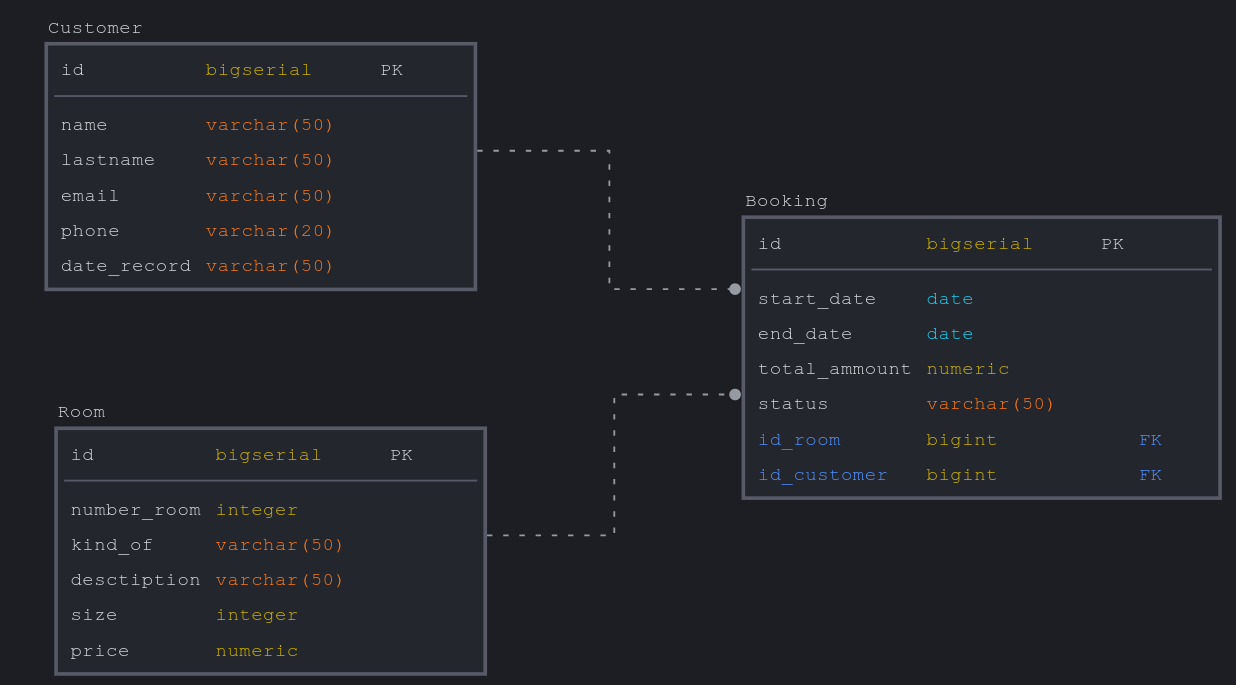 Customer
id bigserial PK
name varchar(50)
lastname varchar(50)
email varchar(50)
phone varchar(20)
date_record varchar(50)
Booking
id bigserial PK
start_date date
end_date date
total_ammount numeric
status varchar(50)
id_room bigint FK
id_customer bigint FK
Room
id bigserial PK
number_room integer
kind_of varchar(50)
desctiption varchar(50)
size integer
price numeric